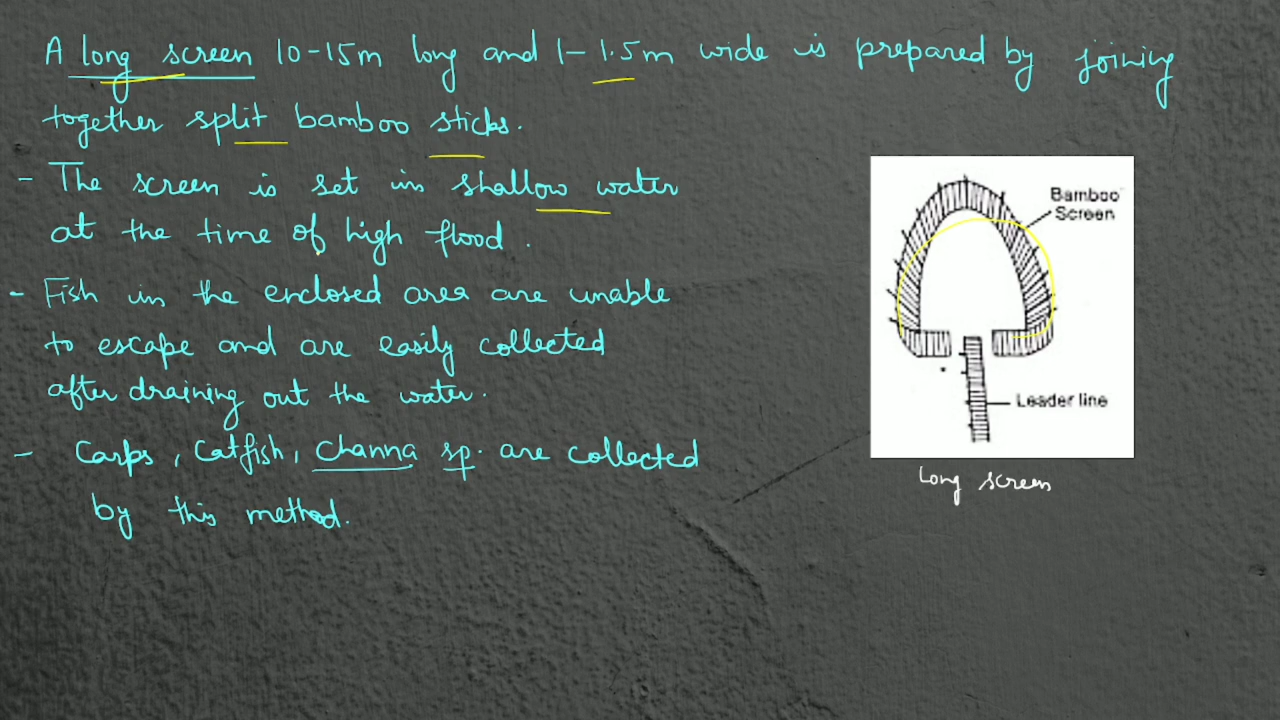 A long screen 10-15m long and 1-1.5m wide is prepared by joining
together split bamboo sticks.
- The screen is set in shallow water
at the time of high flood.
- Fish in the enclosed area are unable
to escape and are easily collected
after draining out the water.
- Carps, Catfish, Channa sp. are collected
by this method.
Bamboo
Screen
Leader line
Long screen